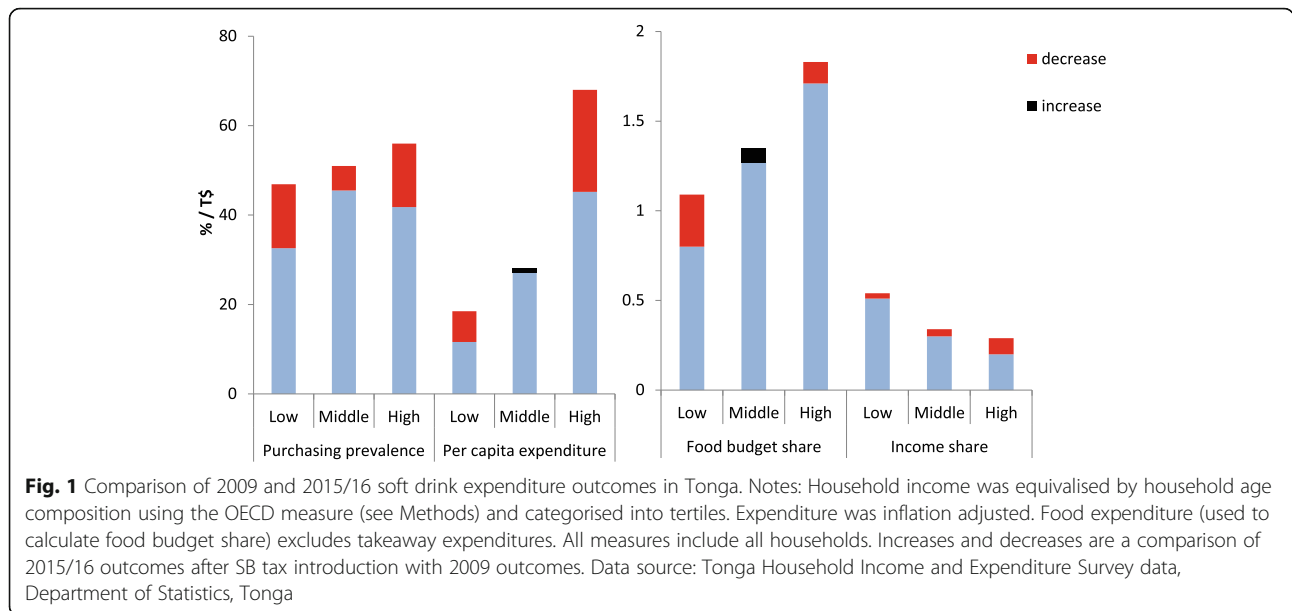 80
60
40
20
0
% / T$
Low Middle High Low Middle High
Purchasing prevalence Per capita expenditure
2
1.5
1
0.5
0
Low Middle High Low Middle High
Food budget share Income share
decrease
increase
Fig. 1 Comparison of 2009 and 2015/16 soft drink expenditure outcomes in Tonga. Notes: Household income was equivalised by household age
composition using the OECD measure (see Methods) and categorised into tertiles. Expenditure was inflation adjusted. Food expenditure (used to
calculate food budget share) excludes takeaway expenditures. All measures include all households. Increases and decreases are a comparison of
2015/16 outcomes after SB tax introduction with 2009 outcomes. Data source: Tonga Household Income and Expenditure Survey data,
Department of Statistics, Tonga